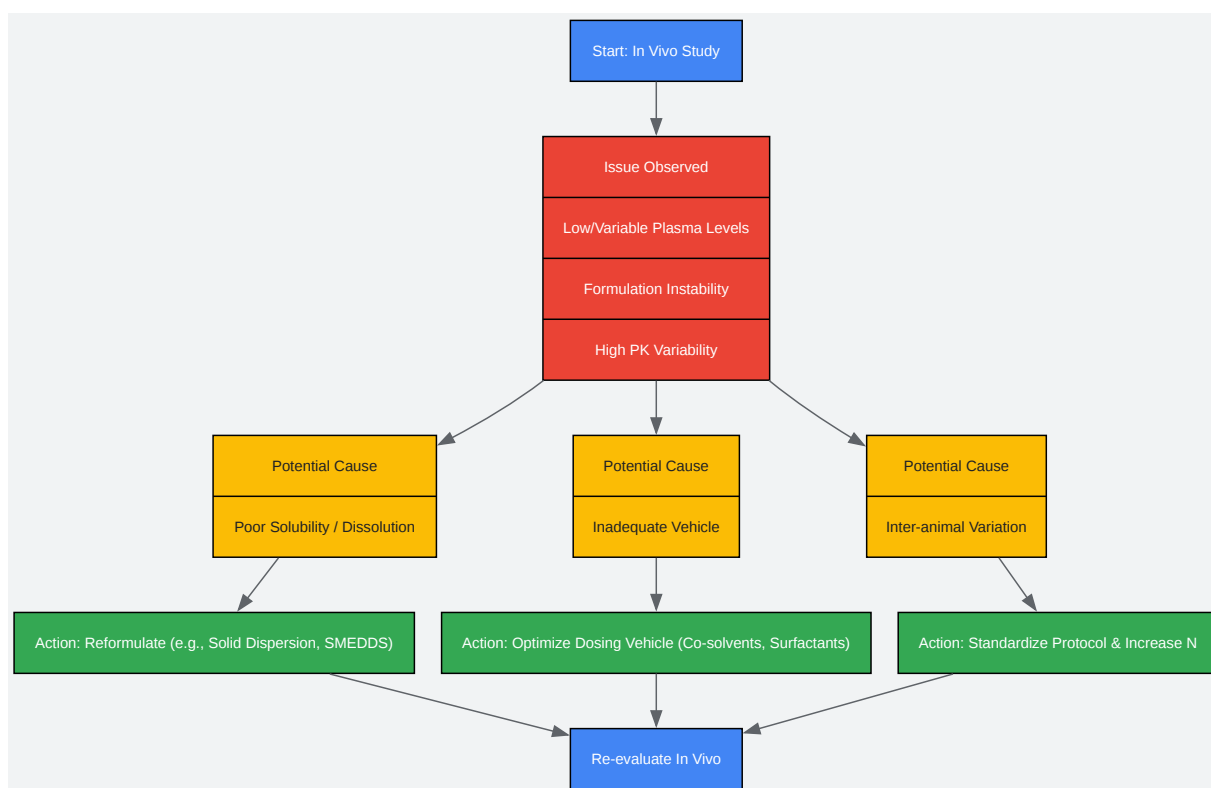 Start: In Vivo Study
Issue Observed
Low/Variable Plasma Levels
Formulation Instability
High PK Variability
Potential Cause
Poor Solubility / Dissolution
Potential Cause
Inadequate Vehicle
Potential Cause
Inter-animal Variation
Action: Reformulate (e.g., Solid Dispersion, SMEDDS)
Action: Optimize Dosing Vehicle (Co-solvents, Surfactants)
Action: Standardize Protocol & Increase N
Re-evaluate In Vivo